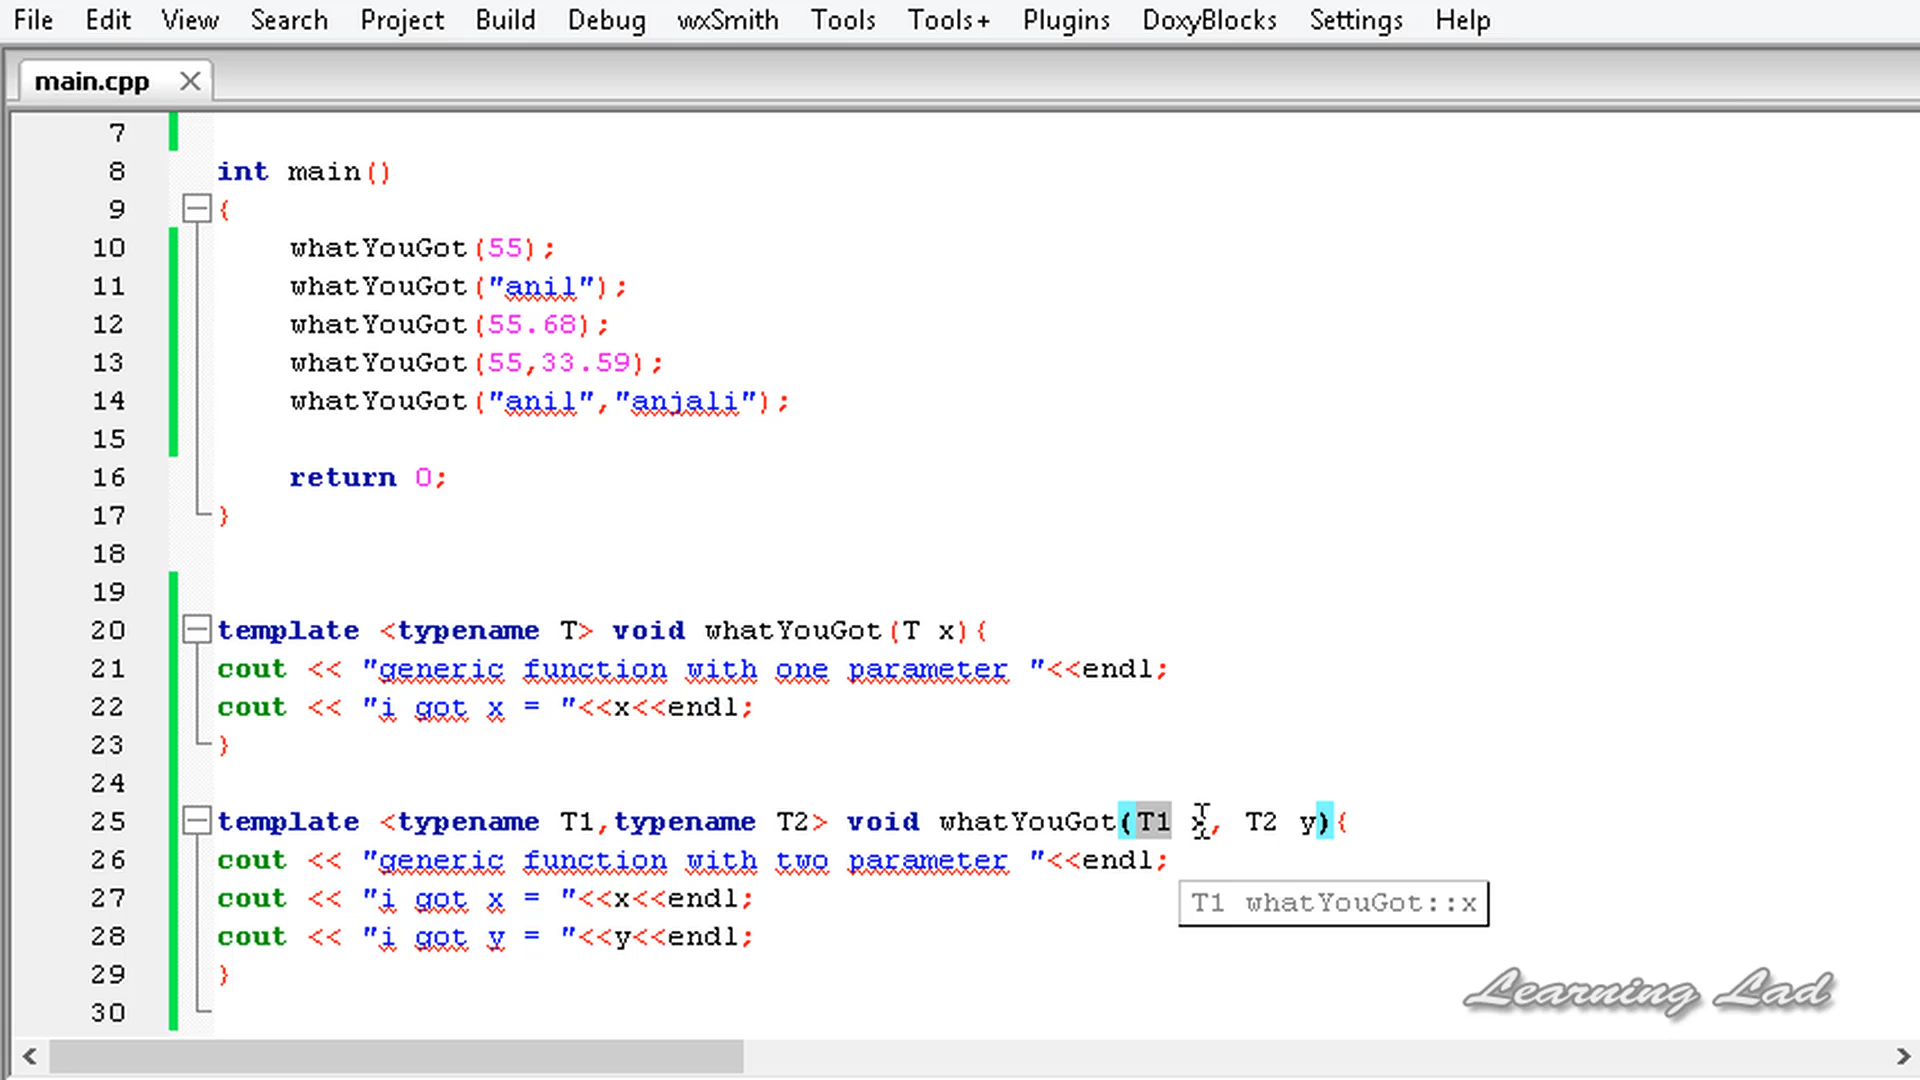 File Edit View Search Project Build Debug wxSmith Tools Tools+ Plugins DoxyBlocks Settings Help
main.cpp
7
8 int main()
9 {
10 whatYouGot(55);
11 whatYouGot("anil");
12 whatYouGot(55.68);
13 whatYouGot(55,33.59);
14 whatYouGot("anil","anjali");
15
16 return 0;
17 }
18
19
20 template <typename T> void whatYouGot(T x){
21 cout << "generic function with one parameter "<<endl;
22 cout << "i got x = "<<x<<endl;
23 }
24
25 template <typename T1,typename T2> void whatYouGot(T1 x, T2 y){
26 cout << "generic function with two parameter "<<endl;
27 cout << "i got x = "<<x<<endl;
T1 whatYouGot::x
28 cout << "i got y = "<<y<<endl;
29 }
30
Learning Lad